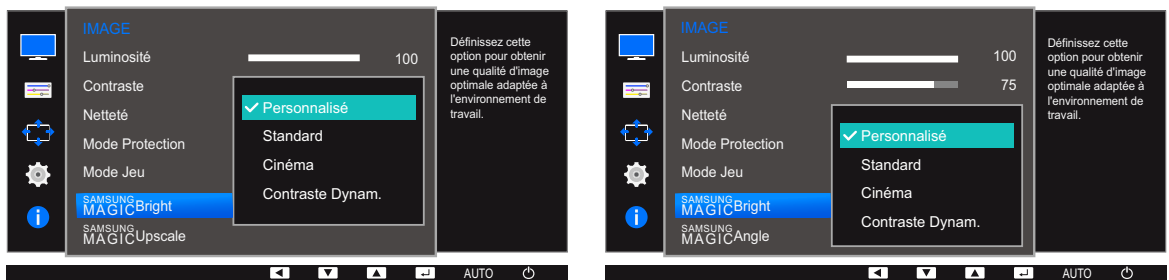 IMAGE
Luminosité 100
Contraste
Netteté
Mode Protection
Mode Jeu
SAMSUNG
MAGICBright
SAMSUNG
MAGICUpscale
Personnalisé
Standard
Cinéma
Contraste Dynam.
Définissez cette
option pour obtenir
une qualité d'image
optimale adaptée à
l'environnement de
travail.
AUTO
IMAGE
Luminosité 100
Contraste 75
Netteté
Mode Protection
Mode Jeu
SAMSUNG
MAGICBright
SAMSUNG
MAGICAngle
Personnalisé
Standard
Cinéma
Contraste Dynam.
Définissez cette
option pour obtenir
une qualité d'image
optimale adaptée à
l'environnement de
travail.
AUTO